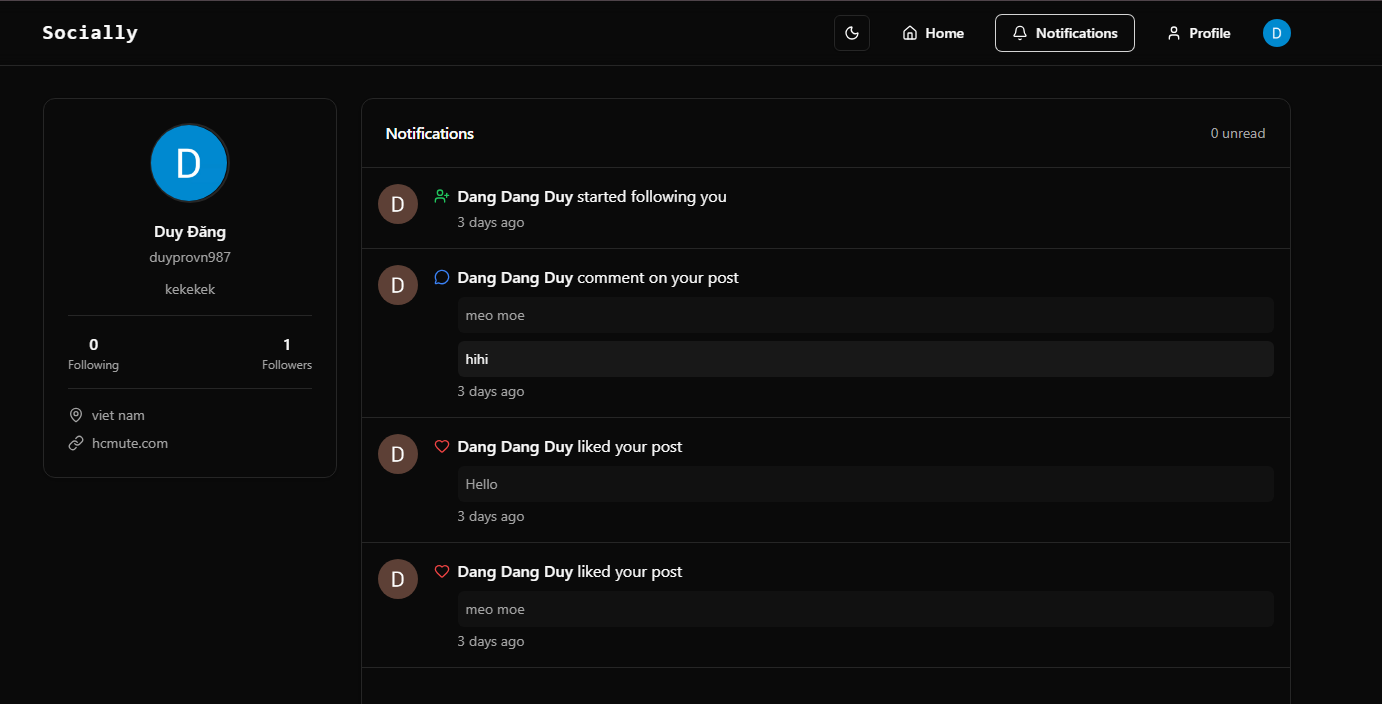 Socially
Home
Notifications
Profile
D
D
Duy Đăng
duyprovn987
kekekek
0
Following
1
Followers
viet nam
hcmute.com
Notifications
0 unread
D
Dang Dang Duy started following you
3 days ago
D
Dang Dang Duy comment on your post
meo moe
hihi
3 days ago
D
Dang Dang Duy liked your post
Hello
3 days ago
D
Dang Dang Duy liked your post
meo moe
3 days ago